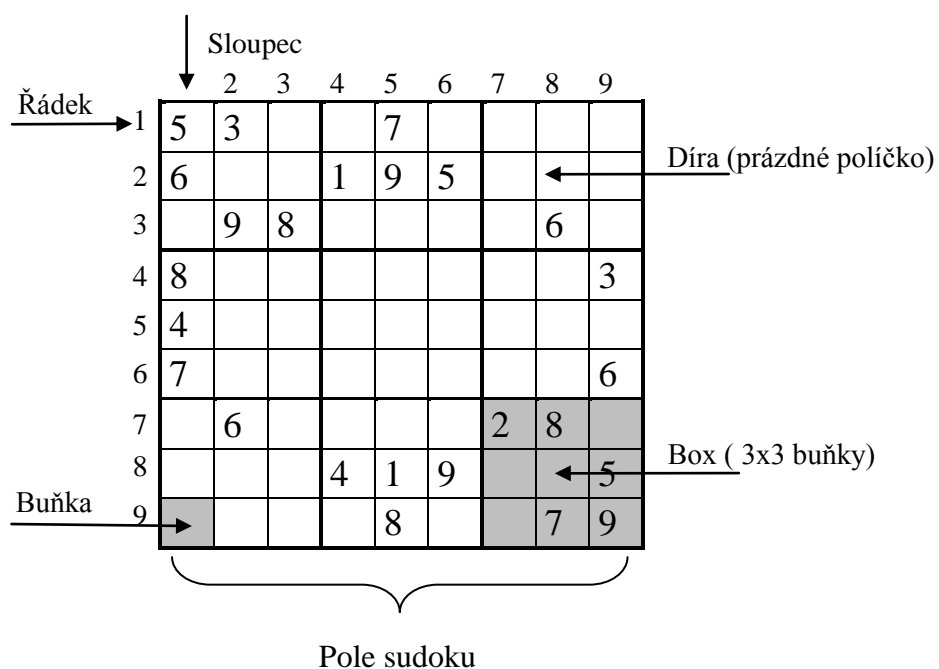 Sloupec
2 3 4 5 6 7 8 9
Řádek
1 5 3 7
2 6 1 9 5
Díra (prázdné políčko)
3 9 8 6
4 8 3
5 4
6 7 6
7 6 2 8
8 4 1 9 5
Box ( 3x3 buňky)
Buňka
9 8 7 9
Pole sudoku